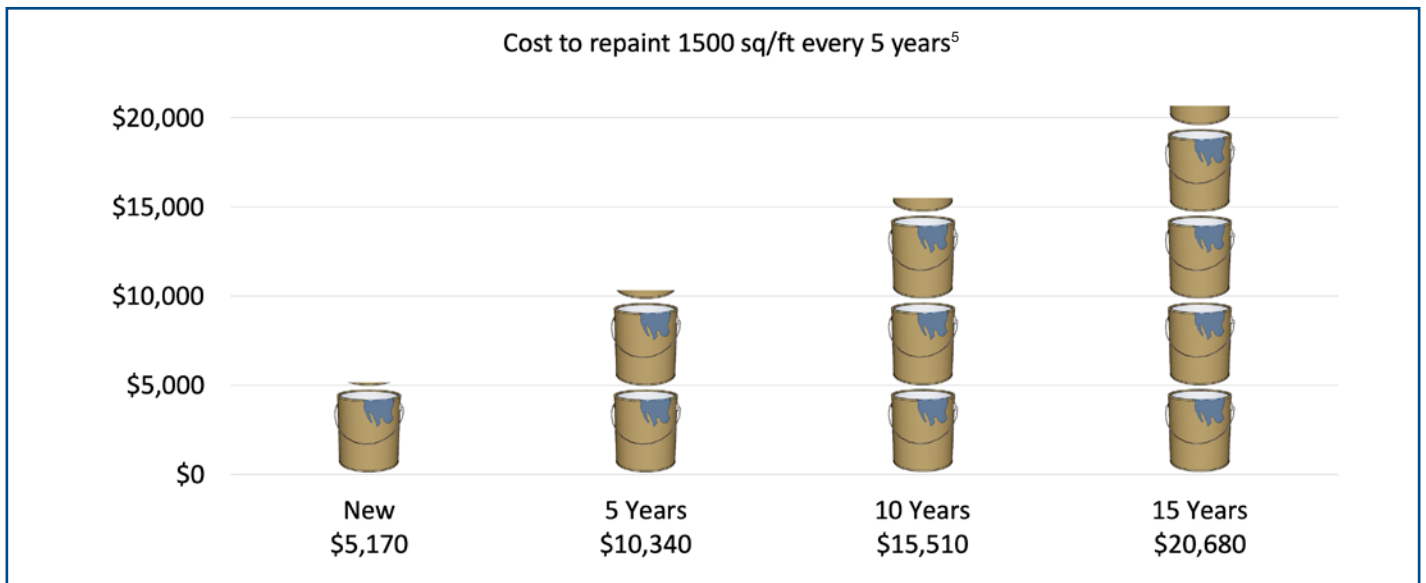 Cost to repaint 1500 sq/ft every 5 years⁵
$20,000
$15,000
$10,000
$5,000
$0
New
$5,170
5 Years
$10,340
10 Years
$15,510
15 Years
$20,680